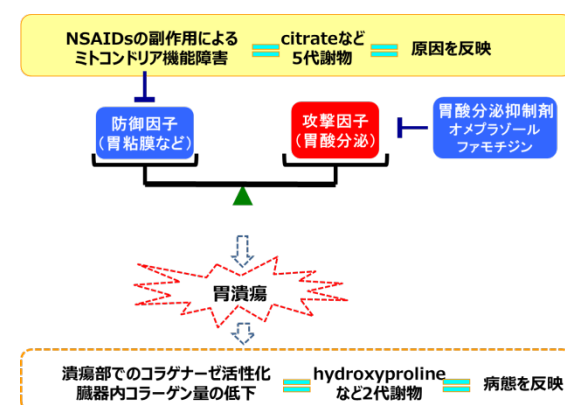 NSAIDsの副作用による
ミトコンドリア機能障害
citrateなど
5代謝物
原因を反映
防御因子
(胃粘膜など)
攻撃因子
(胃酸分泌)
胃酸分泌抑制剤
オメプラゾール
ファモチジン
胃潰瘍
潰瘍部でのコラゲナーゼ活性化
臓器内コラーゲン量の低下
hydroxyproline
など2代謝物
病態を反映